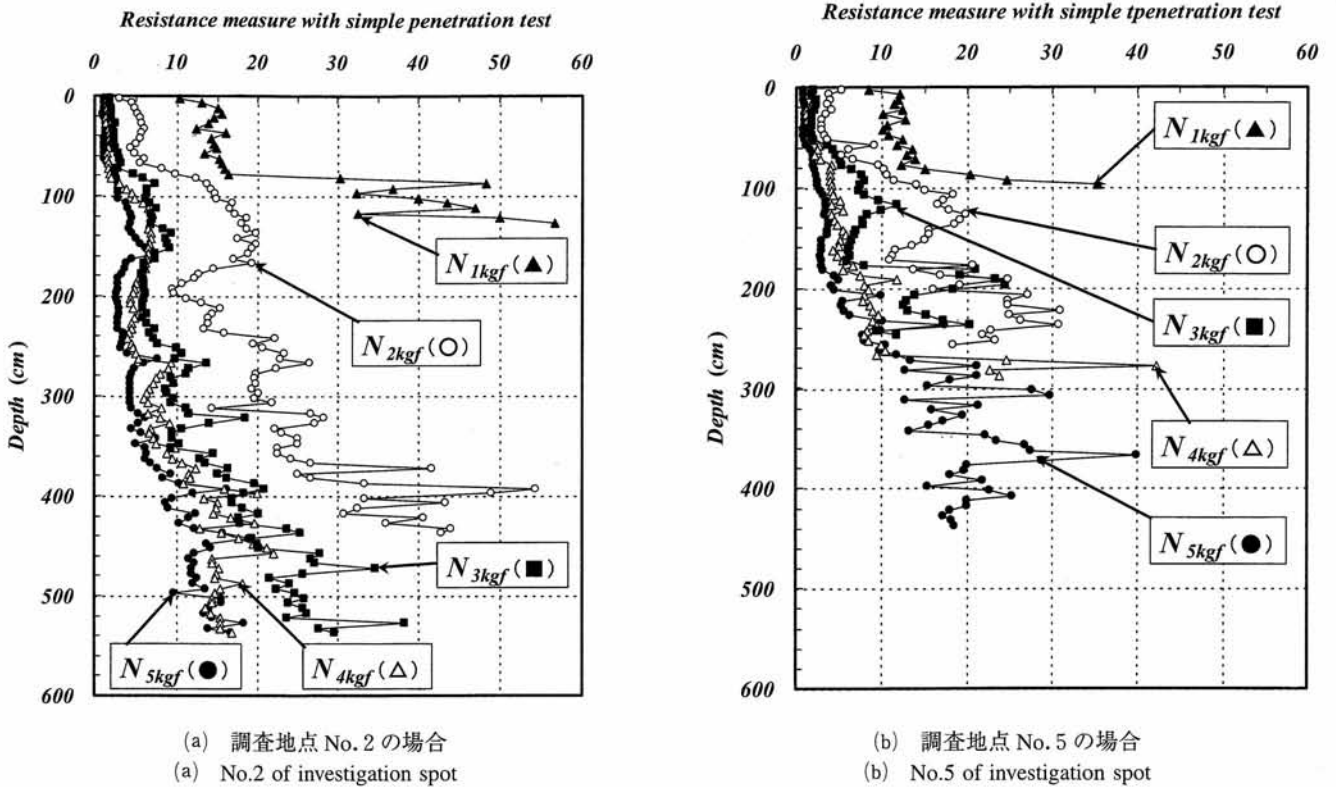 Resistance measure with simple penetration test
0 10 20 30 40 50 60
0
100
200
300
400
500
600
Depth (cm)
N1kgf(▲)
N2kgf(○)
N3kgf(■)
N5kgf(●)
N4kgf(△)
(a) 調査地点 No.2 の場合
(a) No.2 of investigation spot
Resistance measure with simple tpenetration test
0 10 20 30 40 50 60
0
100
200
300
400
500
600
Depth (cm)
N1kgf(▲)
N2kgf(○)
N3kgf(■)
N4kgf(△)
N5kgf(●)
(b) 調査地点 No.5 の場合
(b) No.5 of investigation spot